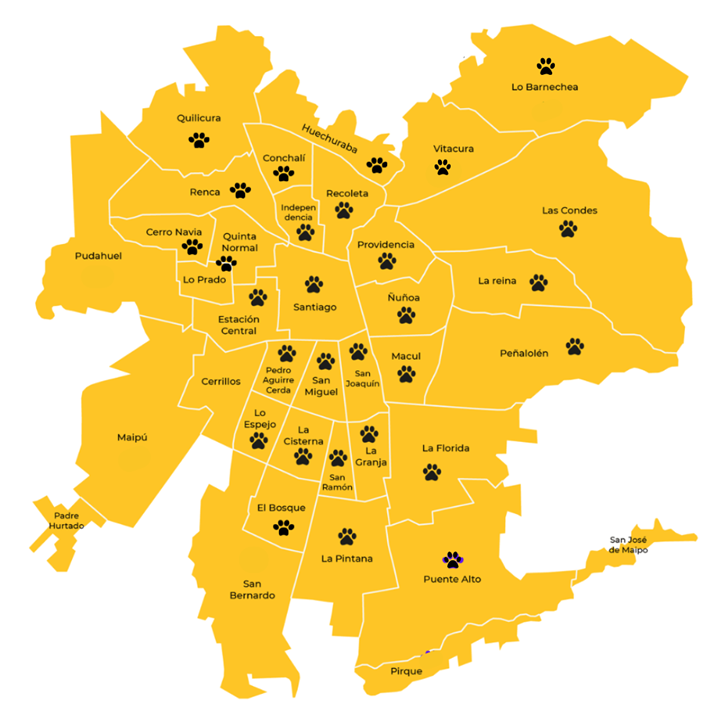 Lo Barnechea
Quilicura
Huechuraba
Vitacura
Conchalí
Renca
Recoleta
Indepen
dencia
Las Condes
Cerro Navia
Quinta
Normal
Providencia
Pudahuel
Lo Prado
La reina
Santiago
Ñuñoa
Estación
Central
Peñalolén
Macul
Cerrillos
Pedro
Aguirre
Cerda
San
Miguel
San
Joaquín
Lo
Espejo
La
Cisterna
Maipú
La
Granja
La Florida
San
Ramón
El Bosque
Padre
Hurtado
La Pintana
San José
de Maipo
Puente Alto
San
Bernardo
Pirque